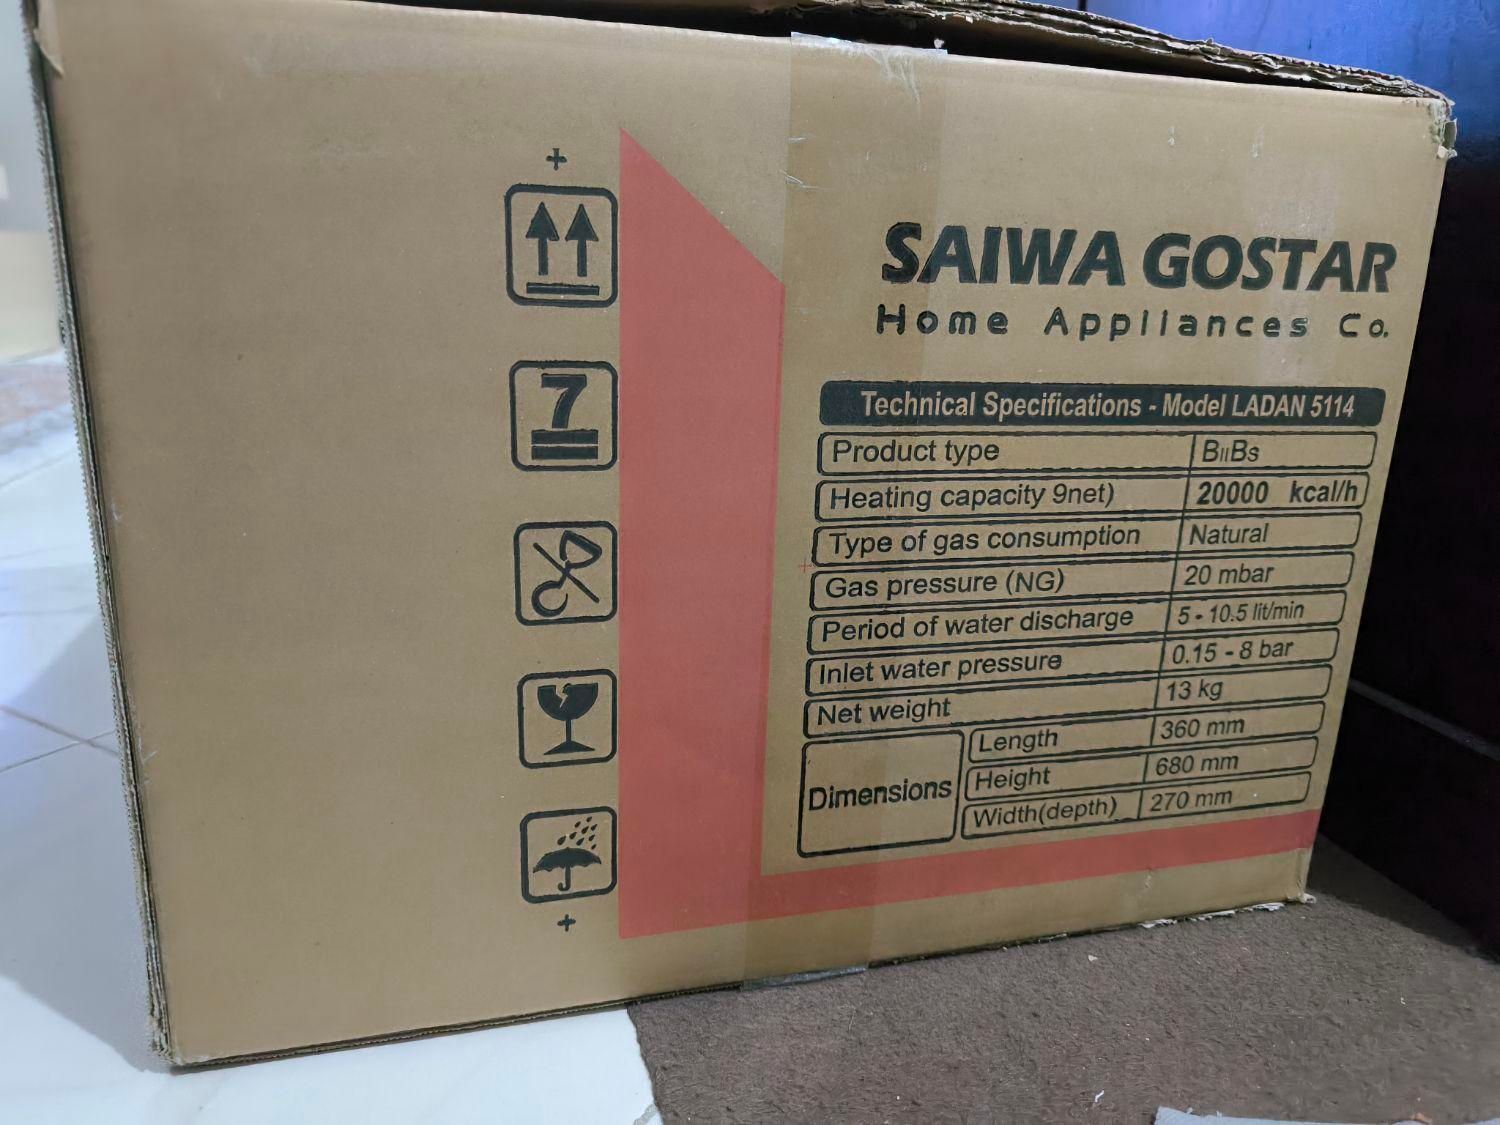 SAIWA GOSTAR
Home Appliances Co.
Technical Specifications - Model LADAN 5114
Product type BIIBS
Heating capacity 9net) 20000 kcal/h
Type of gas consumption Natural
Gas pressure (NG) 20 mbar
Period of water discharge 5 - 10.5 lit/min
Inlet water pressure 0.15 - 8 bar
Net weight 13 kg
Dimensions
Length 360 mm
Height 680 mm
Width(depth) 270 mm
7